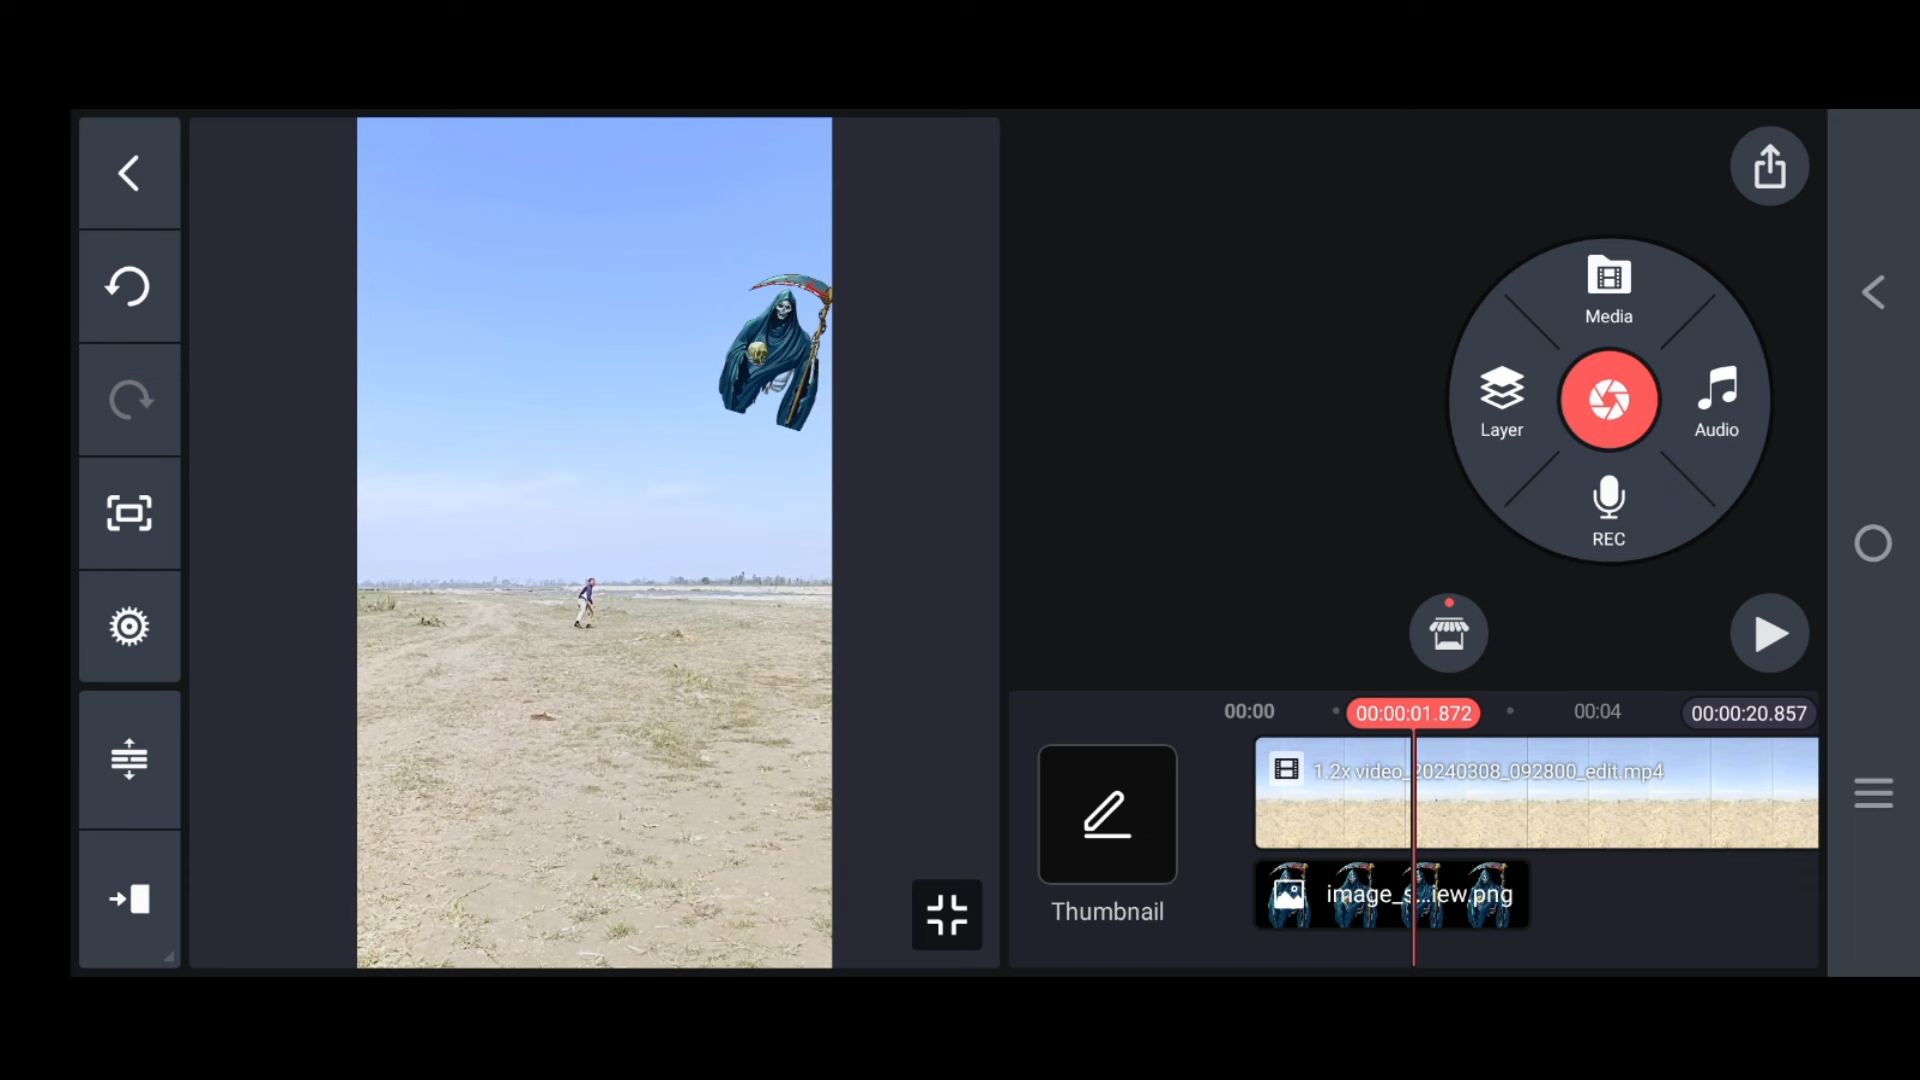 Media
Layer
Audio
REC
00:00
00:00:01.872
00:04
00:00:20.857
1.2x video_20240308_092800_edit.mp4
image_s...iew.png
Thumbnail